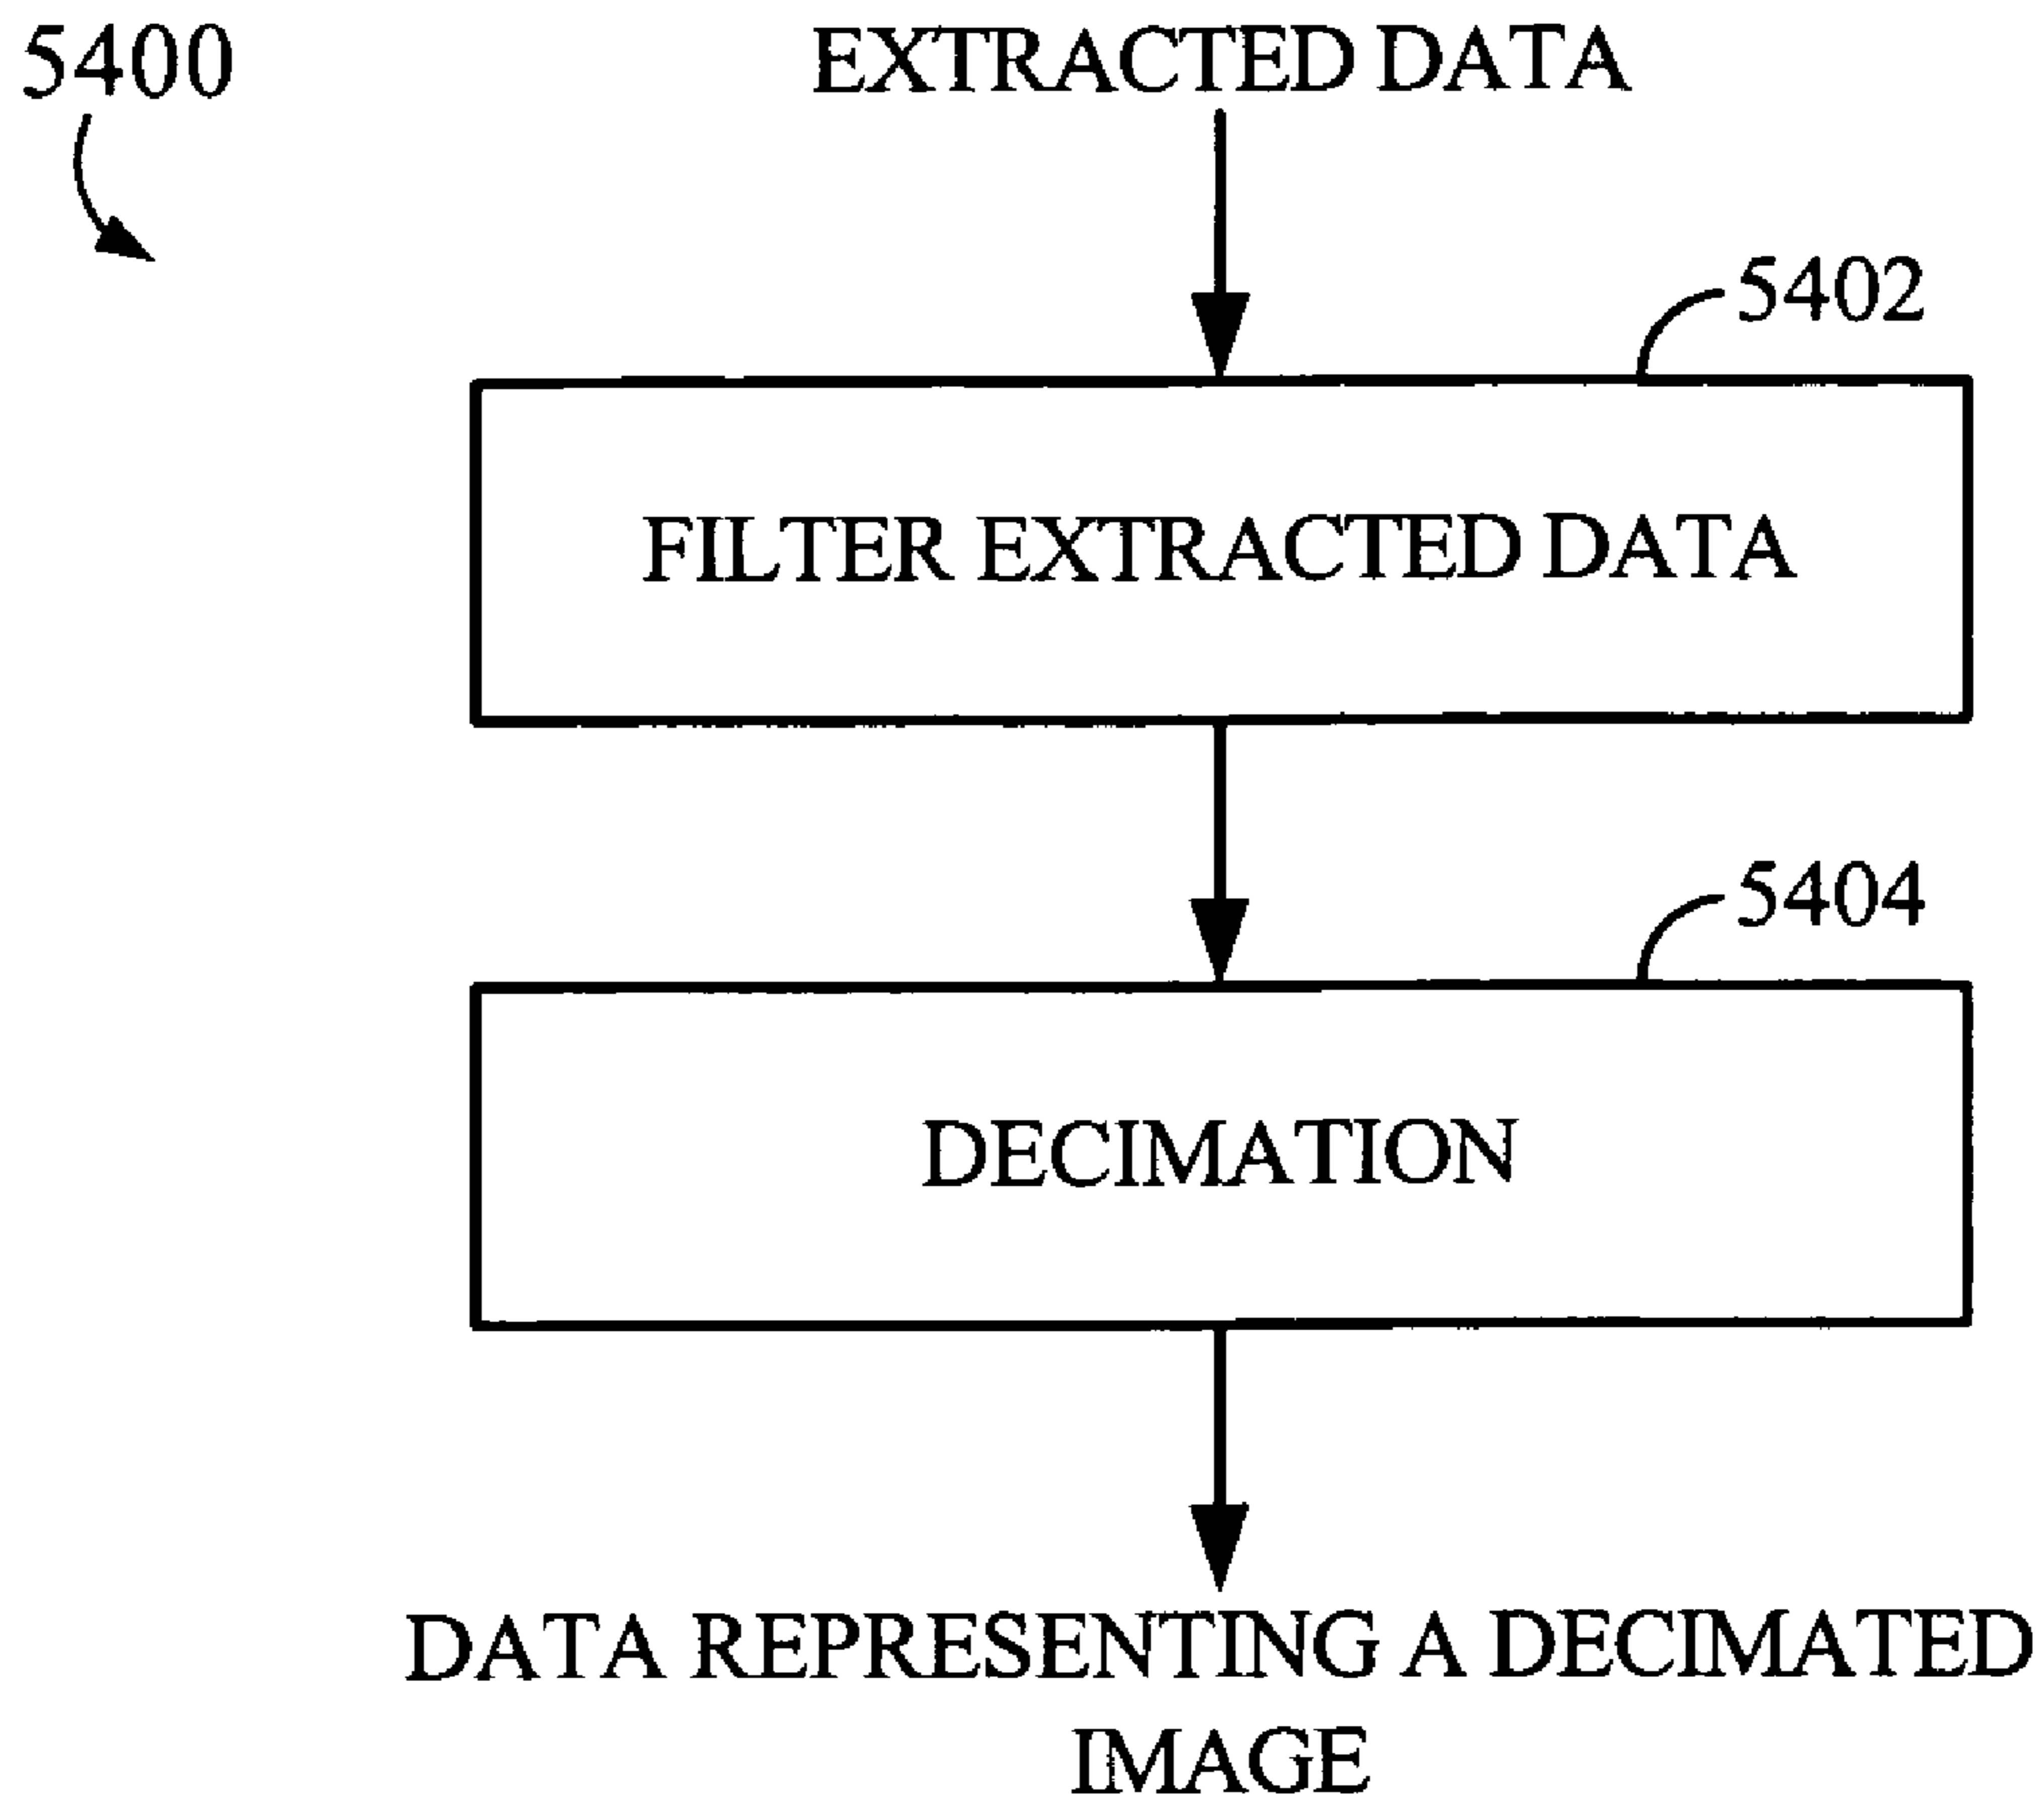 5400
EXTRACTED DATA
5402
FILTER EXTRACTED DATA
5404
DECIMATION
DATA REPRESENTING A DECIMATED
IMAGE